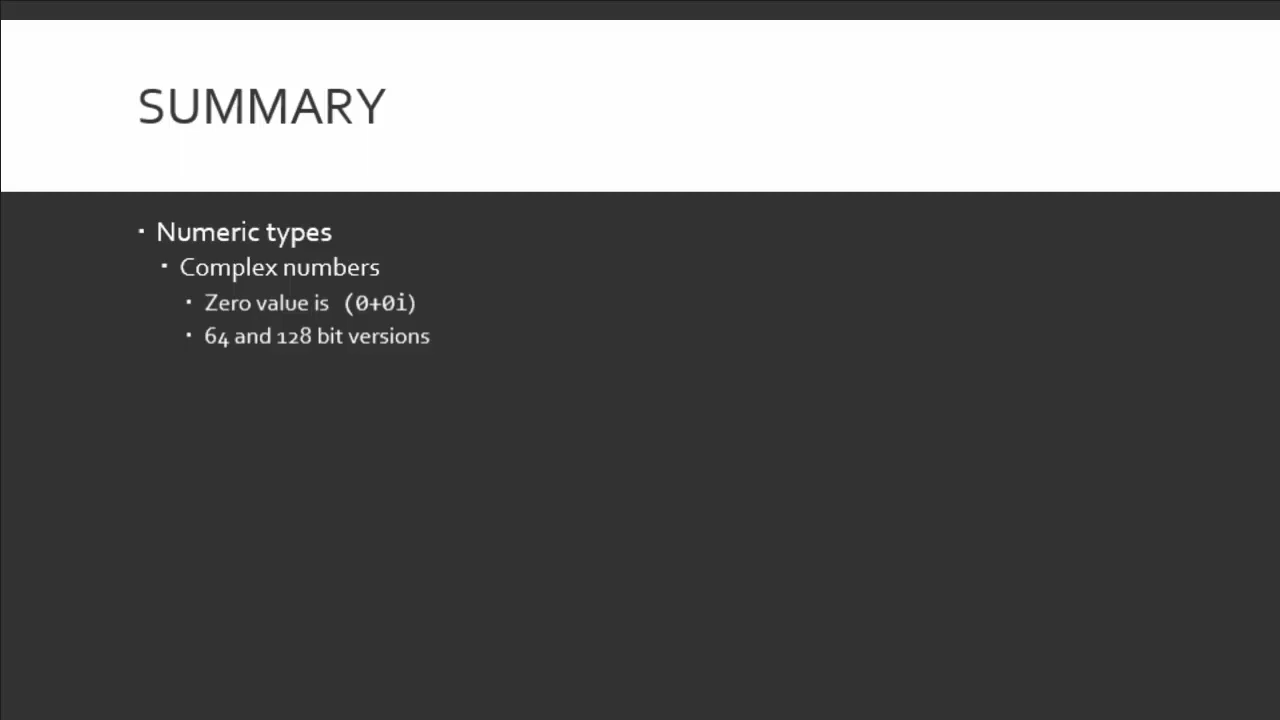 SUMMARY
▪ Numeric types
▪ Complex numbers
▪ Zero value is (0+0i)
▪ 64 and 128 bit versions